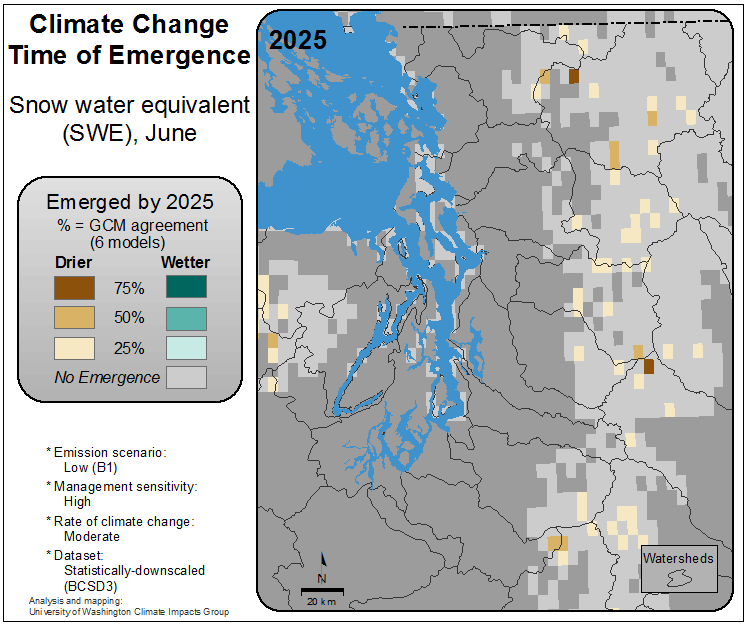 Climate Change
Time of Emergence
Snow water equivalent
(SWE), June
Emerged by 2025
% = GCM agreement
(6 models)
Drier Wetter
75%
50%
25%
No Emergence
* Emission scenario:
Low (B1)
* Management sensitivity:
High
* Rate of climate change:
Moderate
* Dataset:
Statistically-downscaled
(BCSD3)
Analysis and mapping:
University of Washington Climate Impacts Group
2025
N
20 km
Watersheds